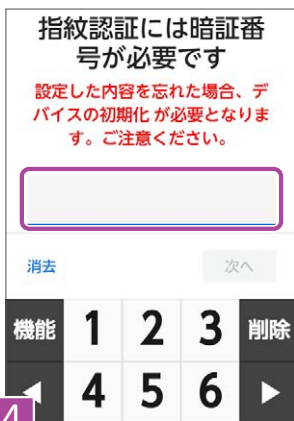 指紋認証には暗証番
号が必要です
設定した内容を忘れた場合、デ
バイスの初期化 が必要となりま
す。ご注意ください。
消去 次へ
機能 1 2 3 削除
◀ 4 5 6 ▶
4